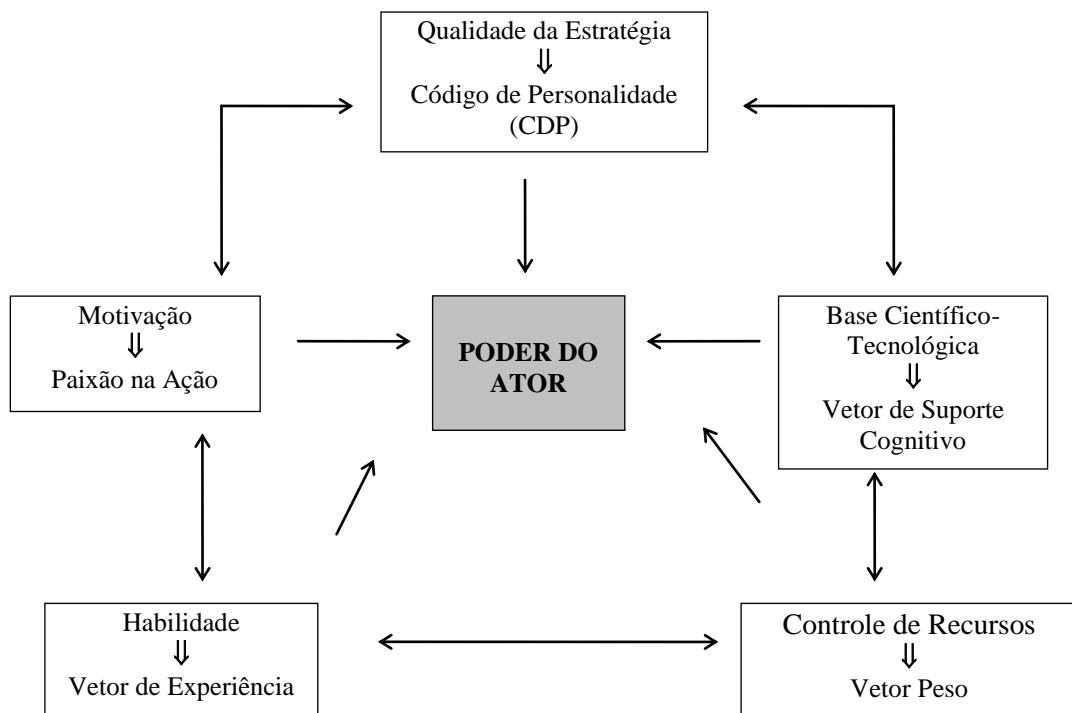 Qualidade da Estratégia
⇓
Código de Personalidade
(CDP)
Motivação
⇓
Paixão na Ação
PODER DO
ATOR
Base Científico-
Tecnológica
⇓
Vetor de Suporte
Cognitivo
Habilidade
⇓
Vetor de Experiência
Controle de Recursos
⇓
Vetor Peso